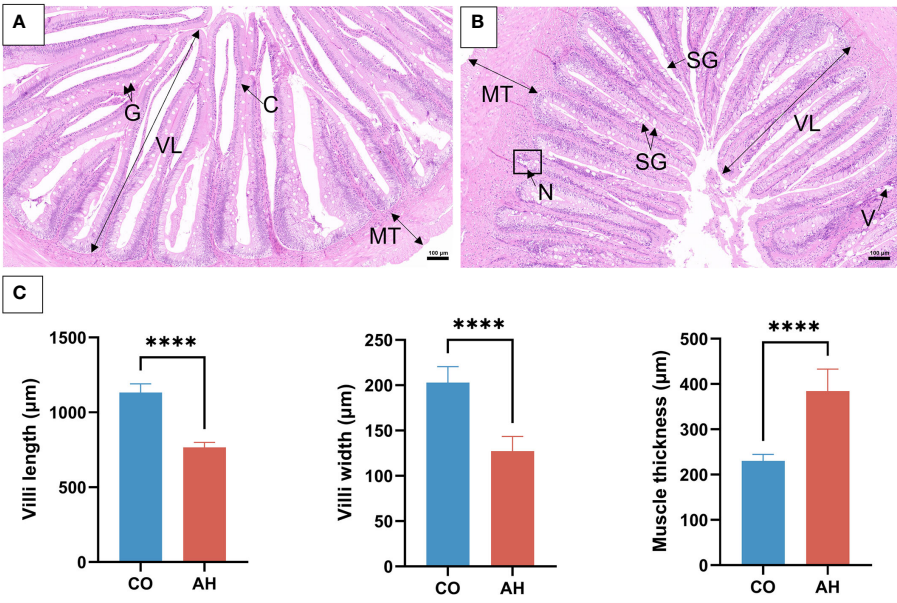 A
G
C
VL
MT
100 µm
B
SG
MT
VL
SG
N
V
100 µm
C
****
1500
1000
500
0
Villi length (µm)
CO
AH
****
250
200
150
100
50
0
Villi width (µm)
CO
AH
****
500
400
300
200
100
0
Muscle thickness (µm)
CO
AH